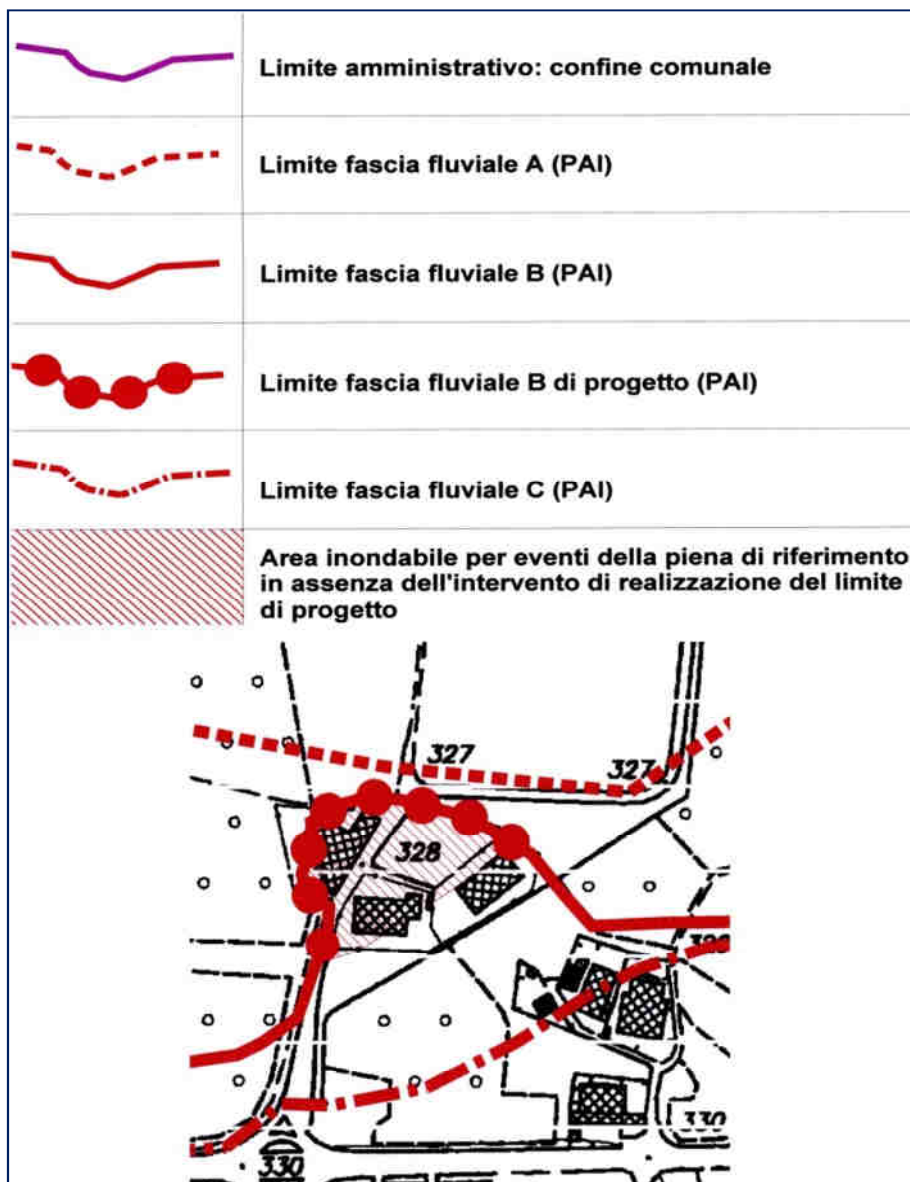 Limite amministrativo: confine comunale
Limite fascia fluviale A (PAI)
Limite fascia fluviale B (PAI)
Limite fascia fluviale B di progetto (PAI)
Limite fascia fluviale C (PAI)
Area inondabile per eventi della piena di riferimento
in assenza dell'intervento di realizzazione del limite
di progetto
327
327
328
330
330